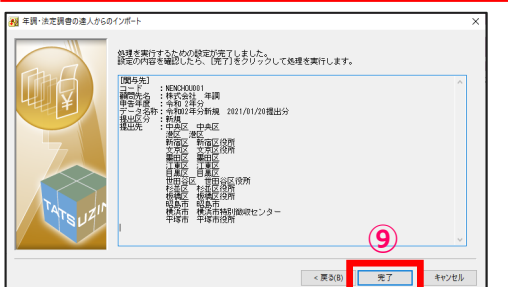 年調・法定調書の達人からのインポート
処理を実行するための設定が完了しました。
設定の内容を確認したら、[完了]をクリックして処理を実行します。
[関与先]
コード ：NENCHOU001
顧問先名 ：株式会社 年調
申告年度 ：令和 2年分
データ名称：令和02年分新規 2021/01/20提出分
提出区分 ：新規
提出先 ：中央区 中央区
港区 港区
新宿区 新宿区役所
文京区 文京区役所
墨田区 墨田区
江東区 江東区
目黒区 目黒区
世田谷区 世田谷区役所
杉並区 杉並区役所
板橋区 板橋区役所
昭島市 昭島市
横浜市 横浜市特別徴収センター
平塚市 平塚市役所
⑨
< 戻る(B)
完了
キャンセル
TATSUZIN